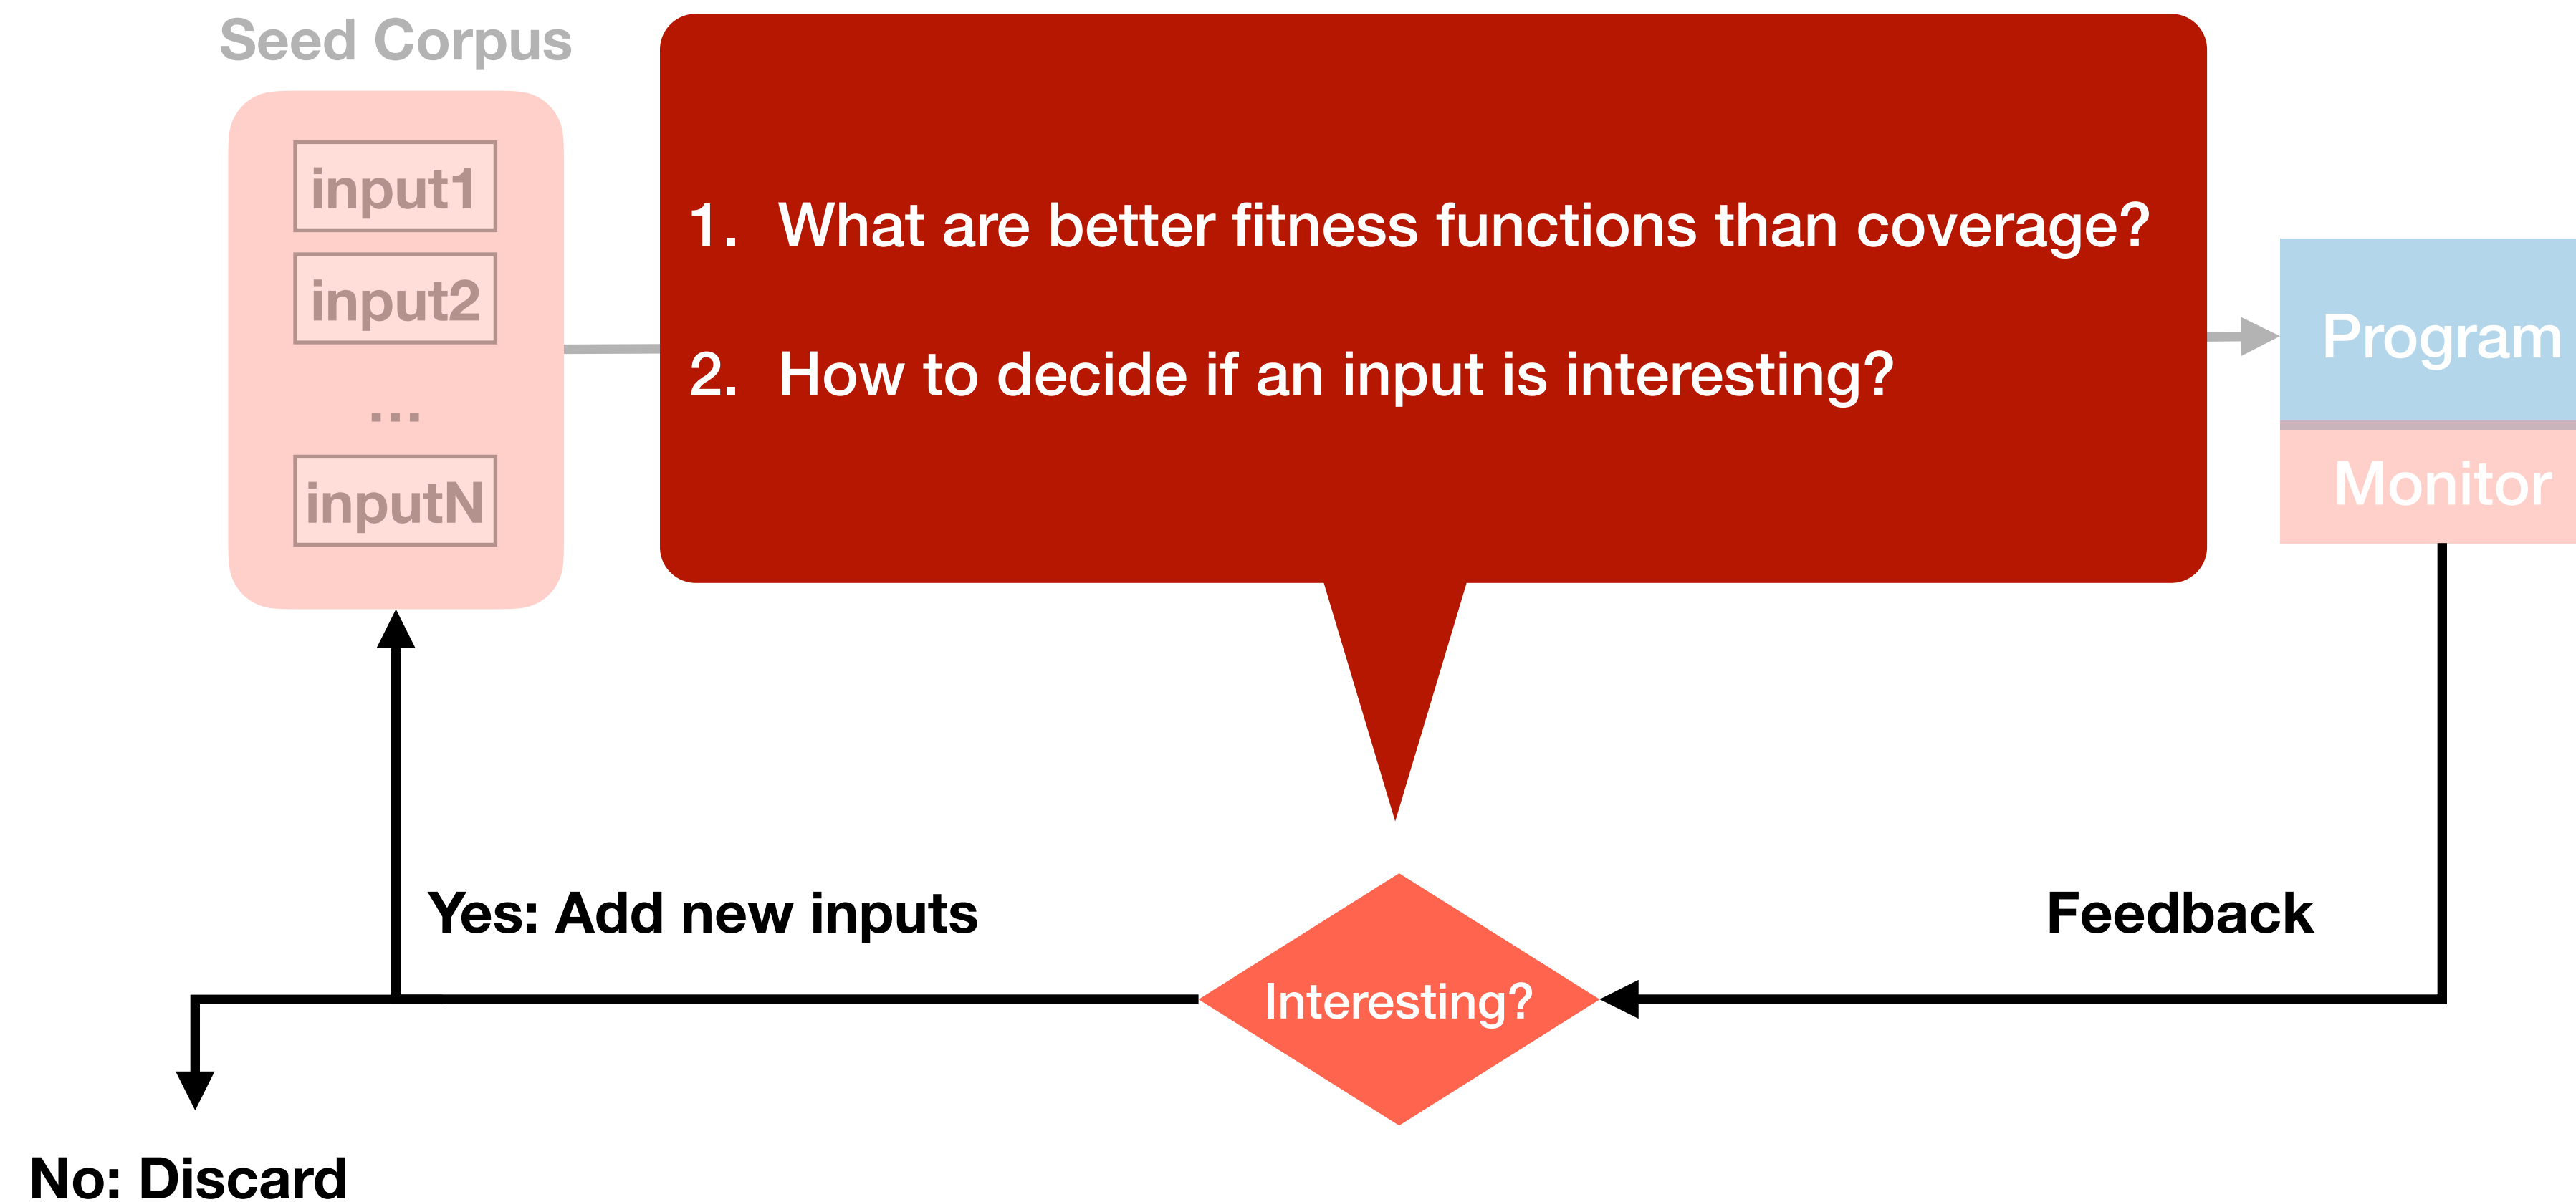 Seed Corpus
input1
input2
...
inputN
1. What are better fitness functions than coverage?
2. How to decide if an input is interesting?
Program
Monitor
Yes: Add new inputs
Feedback
Interesting?
No: Discard